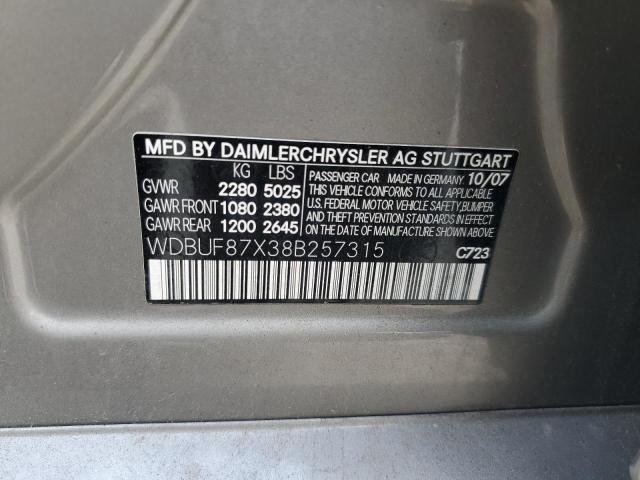 MFD BY DAIMLERCHRYSLER AG STUTTGART
KG LBS
GVWR 2280 5025
GAWR FRONT 1080 2380
GAWR REAR 1200 2645
PASSENGER CAR MADE IN GERMANY 10/07
THIS VEHICLE CONFORMS TO ALL APPLICABLE
U.S. FEDERAL MOTOR VEHICLE SAFETY, BUMPER,
AND THEFT PREVENTION STANDARDS IN EFFECT
ON THE DATE OF MANUFACTURE SHOWN ABOVE.
WDBUF87X38B257315
C723